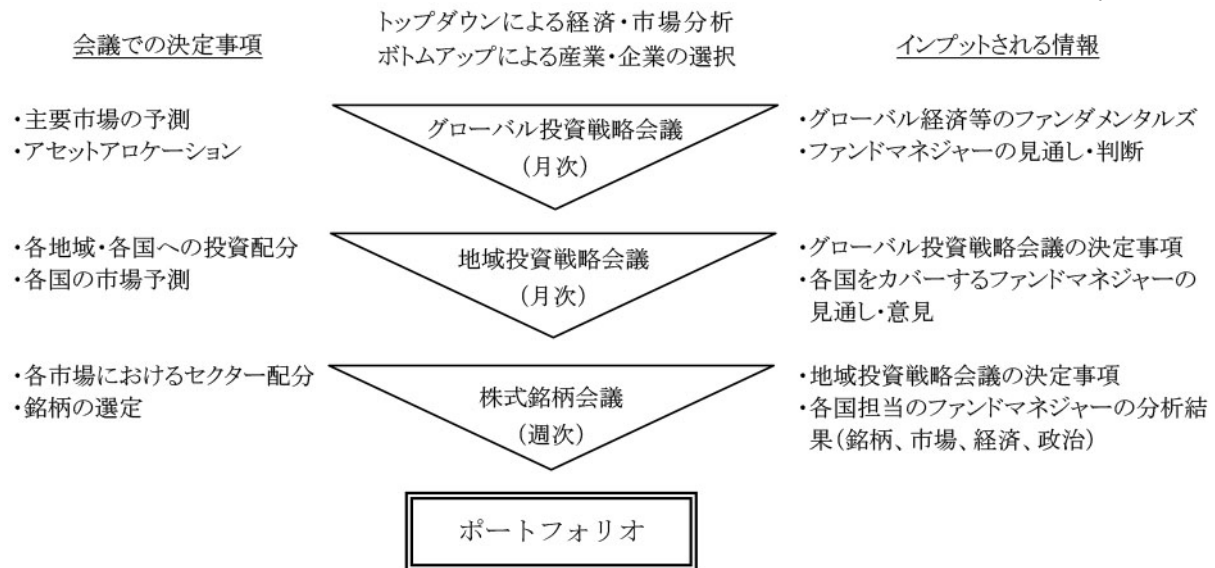 トップダウンによる経済・市場分析
ボトムアップによる産業・企業の選択
会議での決定事項
インプットされる情報
・主要市場の予測
・アセットアロケーション
グローバル投資戦略会議
(月次)
・グローバル経済等のファンダメンタルズ
・ファンドマネジャーの見通し・判断
・各地域・各国への投資配分
・各国の市場予測
地域投資戦略会議
(月次)
・グローバル投資戦略会議の決定事項
・各国をカバーするファンドマネジャーの
見通し・意見
・各市場におけるセクター配分
・銘柄の選定
株式銘柄会議
(週次)
・地域投資戦略会議の決定事項
・各国担当のファンドマネジャーの分析結
果(銘柄、市場、経済、政治)
ポートフォリオ